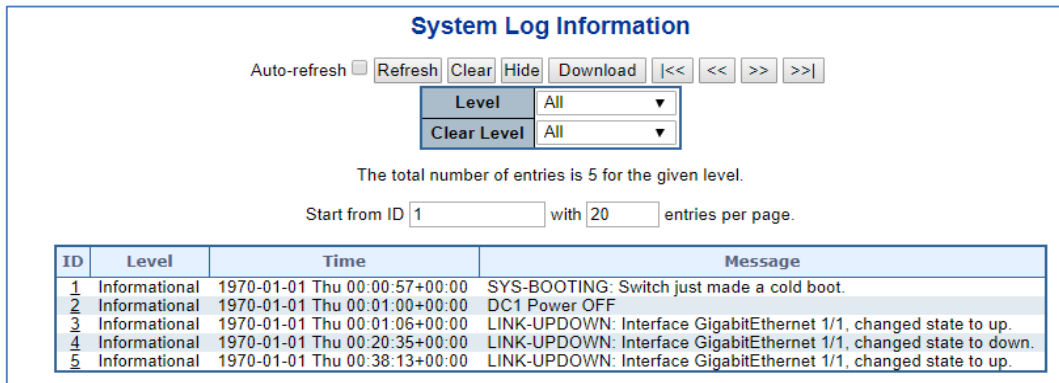 System Log Information
Auto-refresh Refresh Clear Hide Download |<< << >> >>|
Level All
Clear Level All
The total number of entries is 5 for the given level.
Start from ID 1 with 20 entries per page.
ID Level Time Message
1 Informational 1970-01-01 Thu 00:00:57+00:00 SYS-BOOTING: Switch just made a cold boot.
2 Informational 1970-01-01 Thu 00:01:00+00:00 DC1 Power OFF
3 Informational 1970-01-01 Thu 00:01:06+00:00 LINK-UPDOWN: Interface GigabitEthernet 1/1, changed state to up.
4 Informational 1970-01-01 Thu 00:20:35+00:00 LINK-UPDOWN: Interface GigabitEthernet 1/1, changed state to down.
5 Informational 1970-01-01 Thu 00:38:13+00:00 LINK-UPDOWN: Interface GigabitEthernet 1/1, changed state to up.